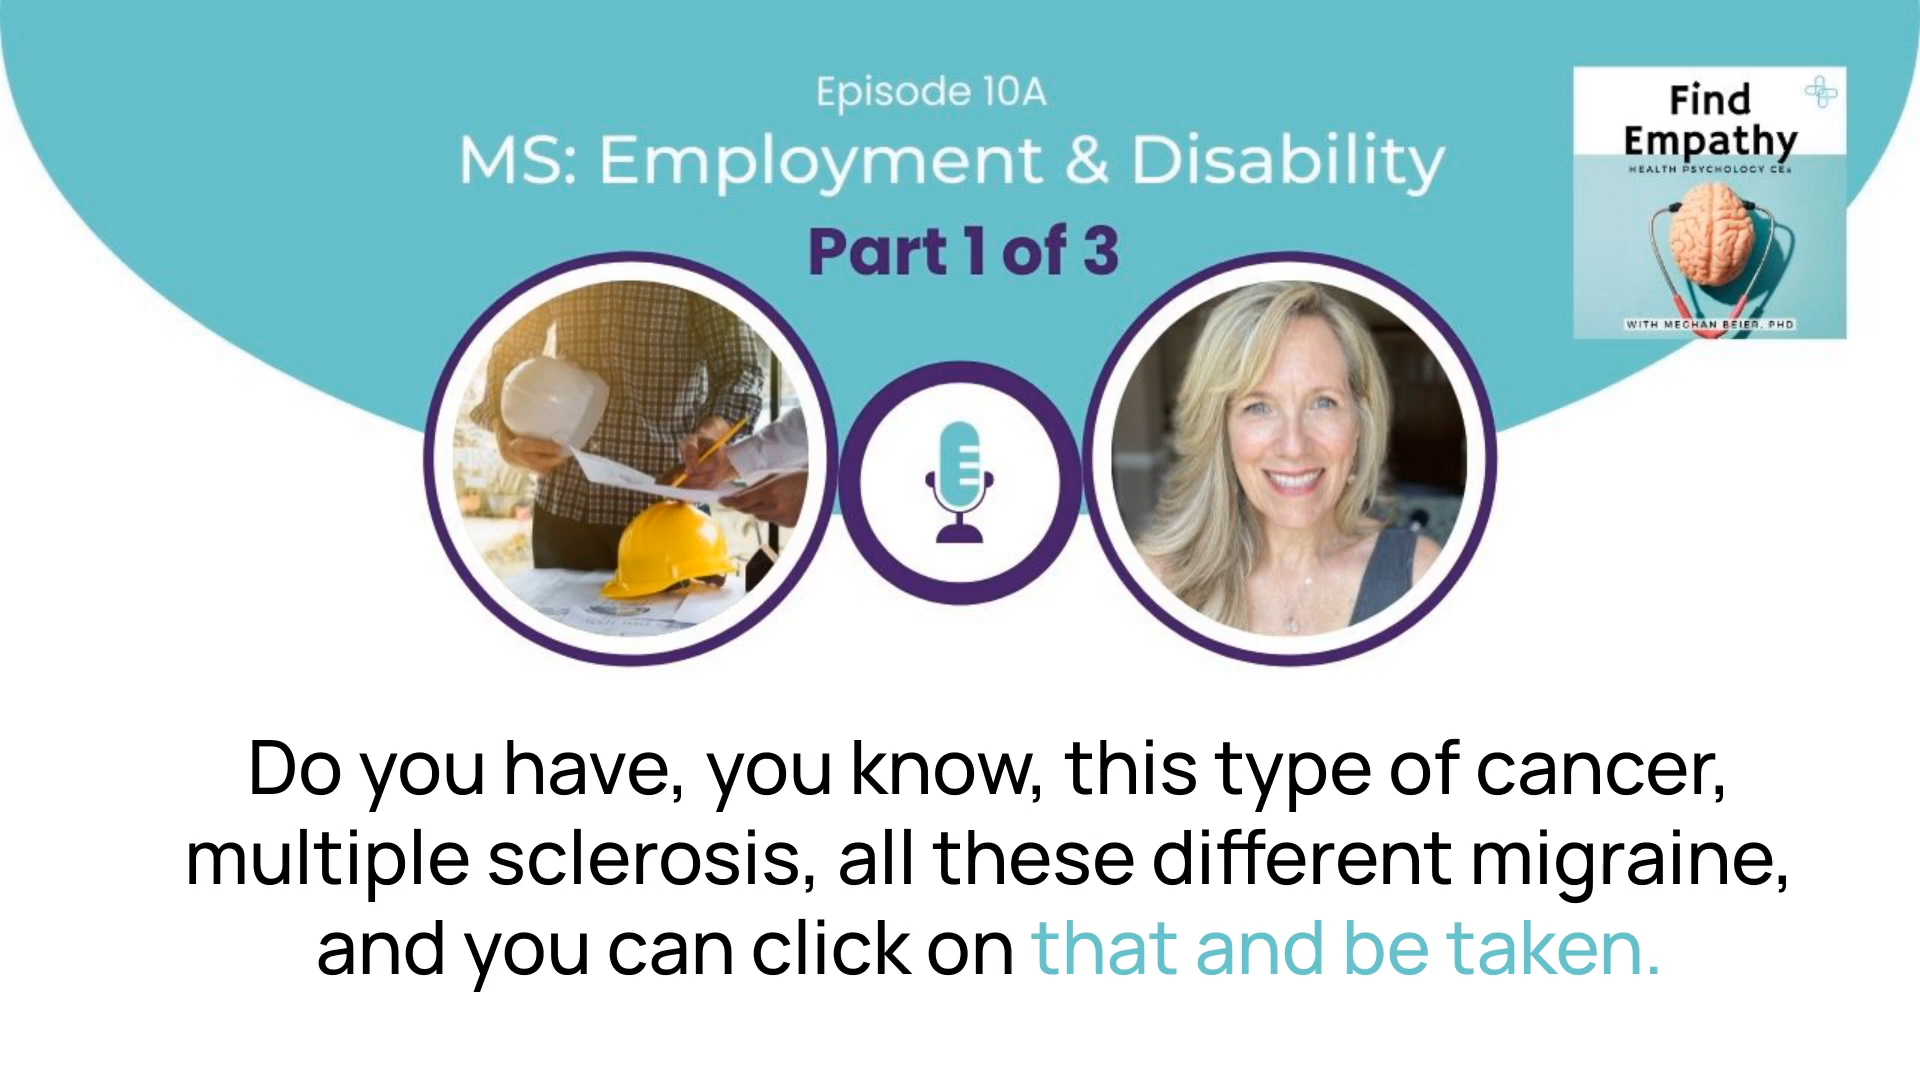 Episode 10A
MS: Employment & Disability
Part 1 of 3
Find
Empathy
HEALTH PSYCHOLOGY CEs
WITH MEGHAN BEIER, PHD
Do you have, you know, this type of cancer,
multiple sclerosis, all these different migraine,
and you can click on that and be taken.